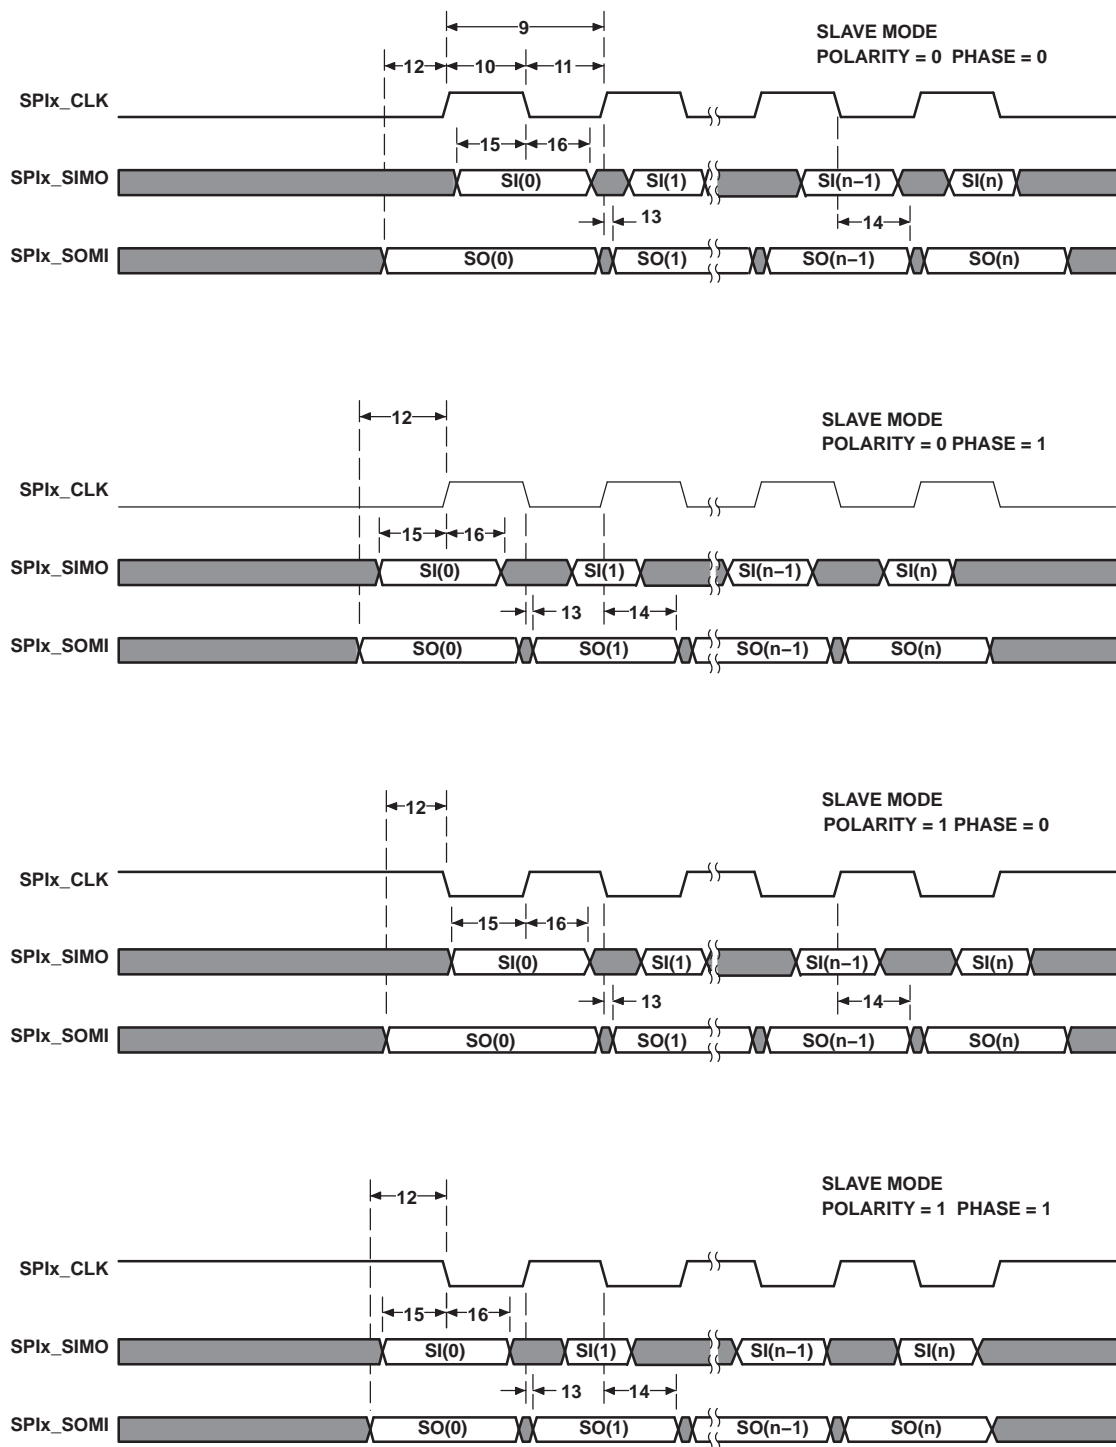 9
SLAVE MODE
POLARITY = 0 PHASE = 0
12 10 11
SPIx_CLK
15 16
SPIx_SIMO SI(0) SI(1) SI(n−1) SI(n)
13 14
SPIx_SOMI SO(0) SO(1) SO(n−1) SO(n)
12
SLAVE MODE
POLARITY = 0 PHASE = 1
SPIx_CLK
15 16
SPIx_SIMO SI(0) SI(1) SI(n−1) SI(n)
13 14
SPIx_SOMI SO(0) SO(1) SO(n−1) SO(n)
12
SLAVE MODE
POLARITY = 1 PHASE = 0
SPIx_CLK
15 16
SPIx_SIMO SI(0) SI(1) SI(n−1) SI(n)
13 14
SPIx_SOMI SO(0) SO(1) SO(n−1) SO(n)
12
SLAVE MODE
POLARITY = 1 PHASE = 1
SPIx_CLK
15 16
SPIx_SIMO SI(0) SI(1) SI(n−1) SI(n)
13 14
SPIx_SOMI SO(0) SO(1) SO(n−1) SO(n)